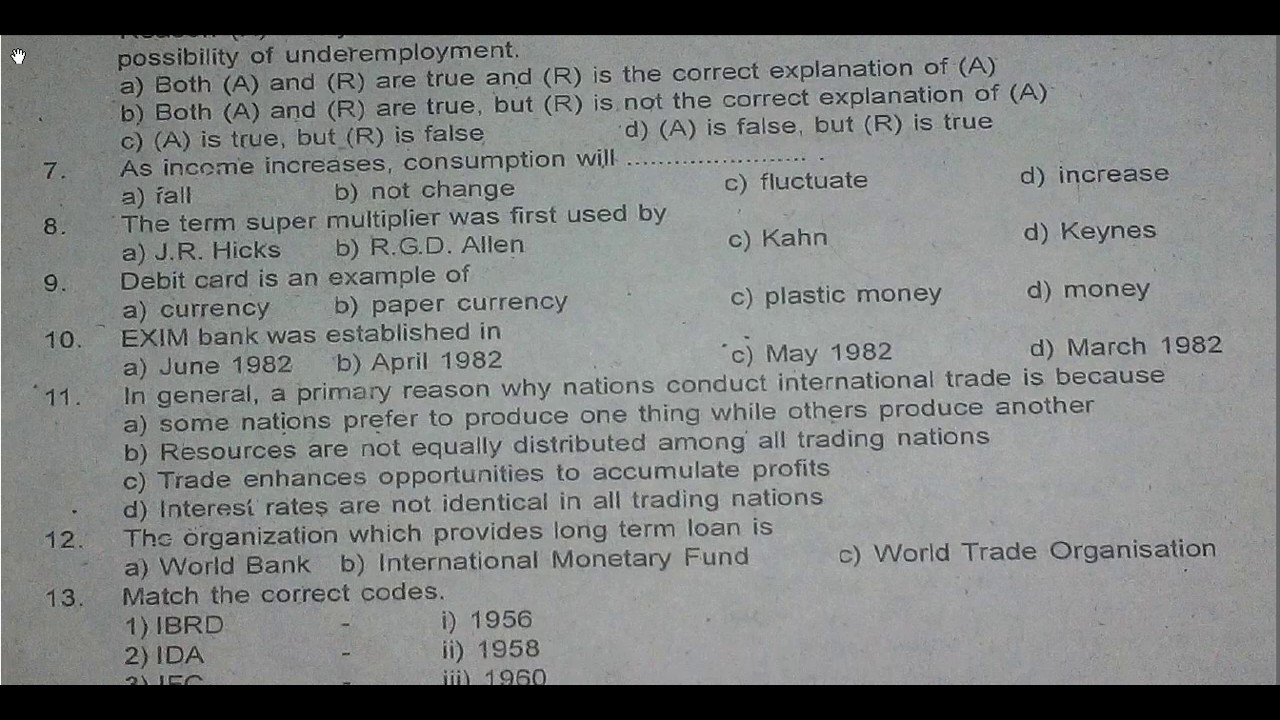 possibility of underemployment.
a) Both (A) and (R) are true and (R) is the correct explanation of (A)
b) Both (A) and (R) are true, but (R) is not the correct explanation of (A)
c) (A) is true, but (R) is false d) (A) is false, but (R) is true
7. As income increases, consumption will ....................... .
a) fall b) not change c) fluctuate d) increase
8. The term super multiplier was first used by
a) J.R. Hicks b) R.G.D. Allen c) Kahn d) Keynes
9. Debit card is an example of
a) currency b) paper currency c) plastic money d) money
10. EXIM bank was established in
a) June 1982 b) April 1982 c) May 1982 d) March 1982
11. In general, a primary reason why nations conduct international trade is because
a) some nations prefer to produce one thing while others produce another
b) Resources are not equally distributed among all trading nations
c) Trade enhances opportunities to accumulate profits
d) Interest rates are not identical in all trading nations
12. The organization which provides long term loan is
a) World Bank b) International Monetary Fund c) World Trade Organisation
13. Match the correct codes.
1) IBRD - i) 1956
2) IDA - ii) 1958
3) IFC - iii) 1960